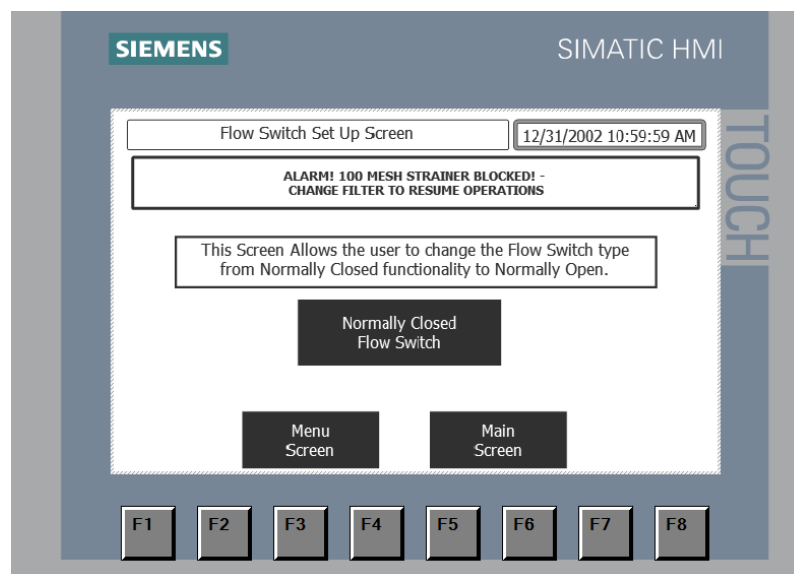 SIEMENS
SIMATIC HMI
TOUCH
Flow Switch Set Up Screen
12/31/2002 10:59:59 AM
ALARM! 100 MESH STRAINER BLOCKED! -
CHANGE FILTER TO RESUME OPERATIONS
This Screen Allows the user to change the Flow Switch type
from Normally Closed functionality to Normally Open.
Normally Closed
Flow Switch
Menu
Screen
Main
Screen
F1
F2
F3
F4
F5
F6
F7
F8